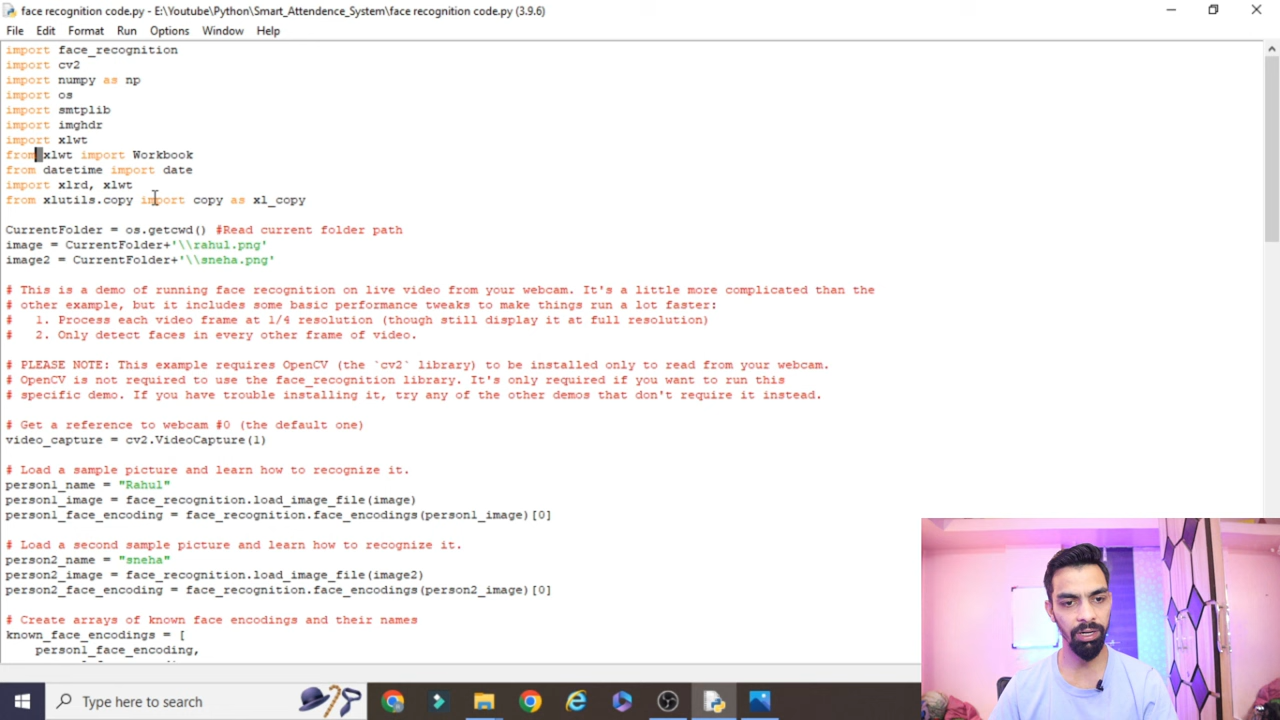 face recognition code.py - E:\Youtube\Python\Smart_Attendence_System\face recognition code.py (3.9.6)
File Edit Format Run Options Window Help
import face_recognition
import cv2
import numpy as np
import os
import smtplib
import imghdr
import xlwt
from xlwt import Workbook
from datetime import date
import xlrd, xlwt
from xlutils.copy import copy as xl_copy
CurrentFolder = os.getcwd() #Read current folder path
image = CurrentFolder+'\\rahul.png'
image2 = CurrentFolder+'\\sneha.png'
# This is a demo of running face recognition on live video from your webcam. It's a little more complicated than the
# other example, but it includes some basic performance tweaks to make things run a lot faster:
#   1. Process each video frame at 1/4 resolution (though still display it at full resolution)
#   2. Only detect faces in every other frame of video.
# PLEASE NOTE: This example requires OpenCV (the `cv2` library) to be installed only to read from your webcam.
# OpenCV is not required to use the face_recognition library. It's only required if you want to run this
# specific demo. If you have trouble installing it, try any of the other demos that don't require it instead.
# Get a reference to webcam #0 (the default one)
video_capture = cv2.VideoCapture(1)
# Load a sample picture and learn how to recognize it.
person1_name = "Rahul"
person1_image = face_recognition.load_image_file(image)
person1_face_encoding = face_recognition.face_encodings(person1_image)[0]
# Load a second sample picture and learn how to recognize it.
person2_name = "sneha"
person2_image = face_recognition.load_image_file(image2)
person2_face_encoding = face_recognition.face_encodings(person2_image)[0]
# Create arrays of known face encodings and their names
known_face_encodings = [
    person1_face_encoding,
Type here to search